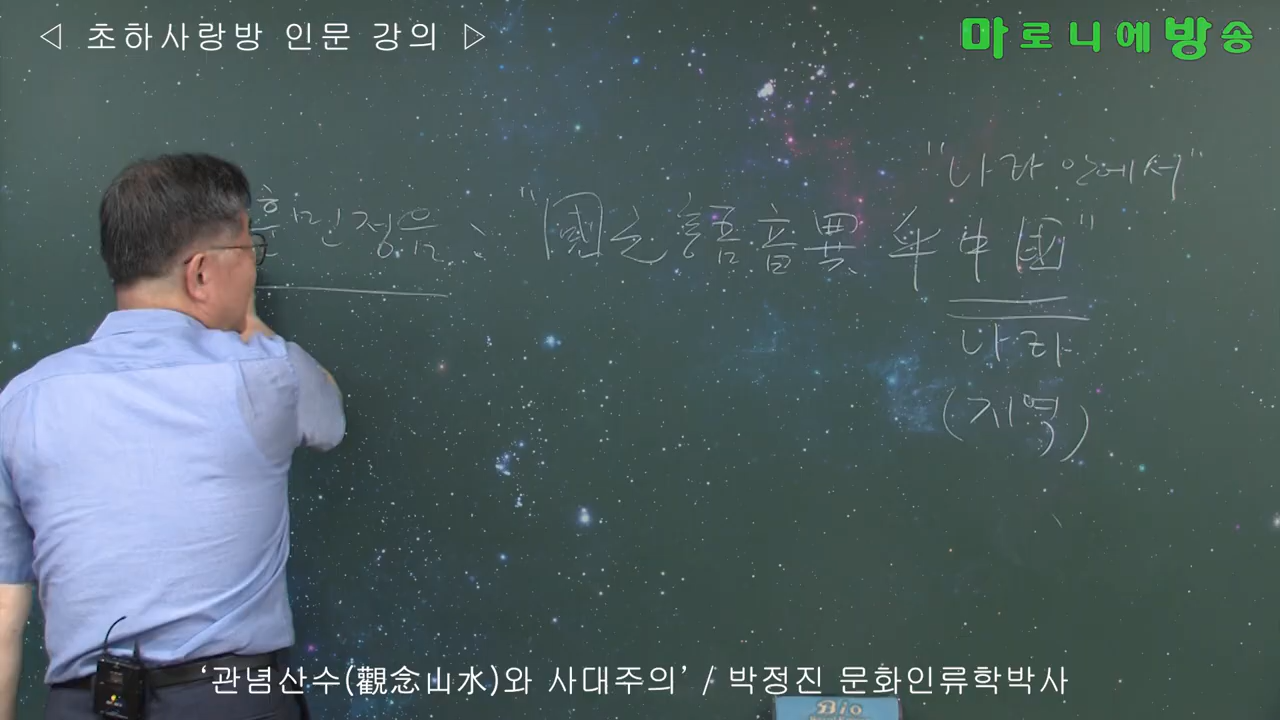 ◁ 초하사랑방 인문 강의 ▷
마로니에방송
"나라 안에서"
훈민정음 : "國之語音異乎中國"
나라
(지역)
'관념산수(觀念山水)와 사대주의' / 박정진 문화인류학박사
Bio